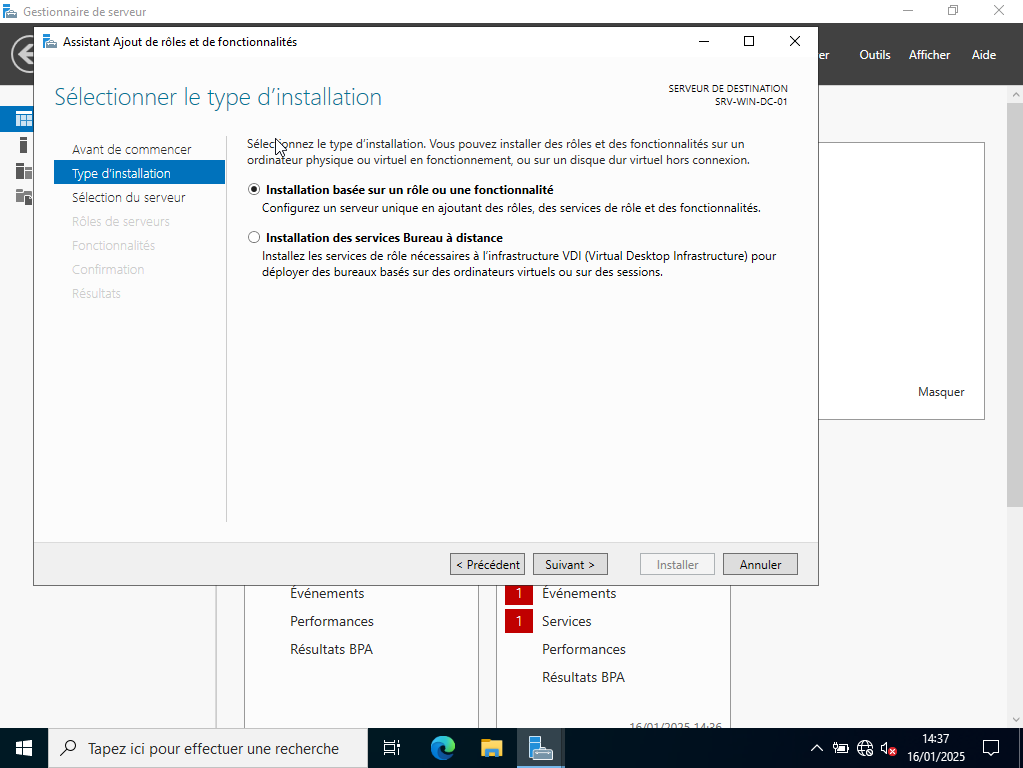 Gestionnaire de serveur
Outils
Afficher
Aide
Assistant Ajout de rôles et de fonctionnalités
Sélectionner le type d’installation
SERVEUR DE DESTINATION
SRV-WIN-DC-01
Avant de commencer
Type d’installation
Sélection du serveur
Rôles de serveurs
Fonctionnalités
Confirmation
Résultats
Sélectionnez le type d’installation. Vous pouvez installer des rôles et des fonctionnalités sur un
ordinateur physique ou virtuel en fonctionnement, ou sur un disque dur virtuel hors connexion.
Installation basée sur un rôle ou une fonctionnalité
Configurez un serveur unique en ajoutant des rôles, des services de rôle et des fonctionnalités.
Installation des services Bureau à distance
Installez les services de rôle nécessaires à l’infrastructure VDI (Virtual Desktop Infrastructure) pour
déployer des bureaux basés sur des ordinateurs virtuels ou sur des sessions.
Masquer
< Précédent
Suivant >
Installer
Annuler
Événements
Performances
Résultats BPA
1 Événements
1 Services
Performances
Résultats BPA
16/01/2025 14:36
Tapez ici pour effectuer une recherche
14:37
16/01/2025